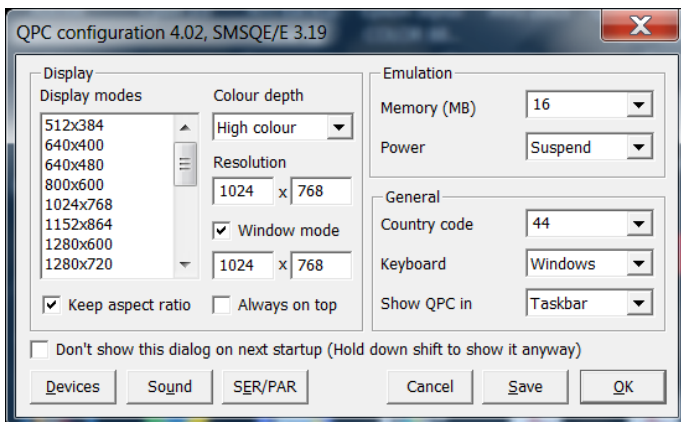 QPC configuration 4.02, SMSQE/E 3.19
Display
Display modes
512x384
640x400
640x480
800x600
1024x768
1152x864
1280x600
1280x720
Keep aspect ratio
Colour depth
High colour
Resolution
1024 x 768
Window mode
1024 x 768
Always on top
Emulation
Memory (MB) 16
Power Suspend
General
Country code 44
Keyboard Windows
Show QPC in Taskbar
Don't show this dialog on next startup (Hold down shift to show it anyway)
Devices Sound SER/PAR Cancel Save OK